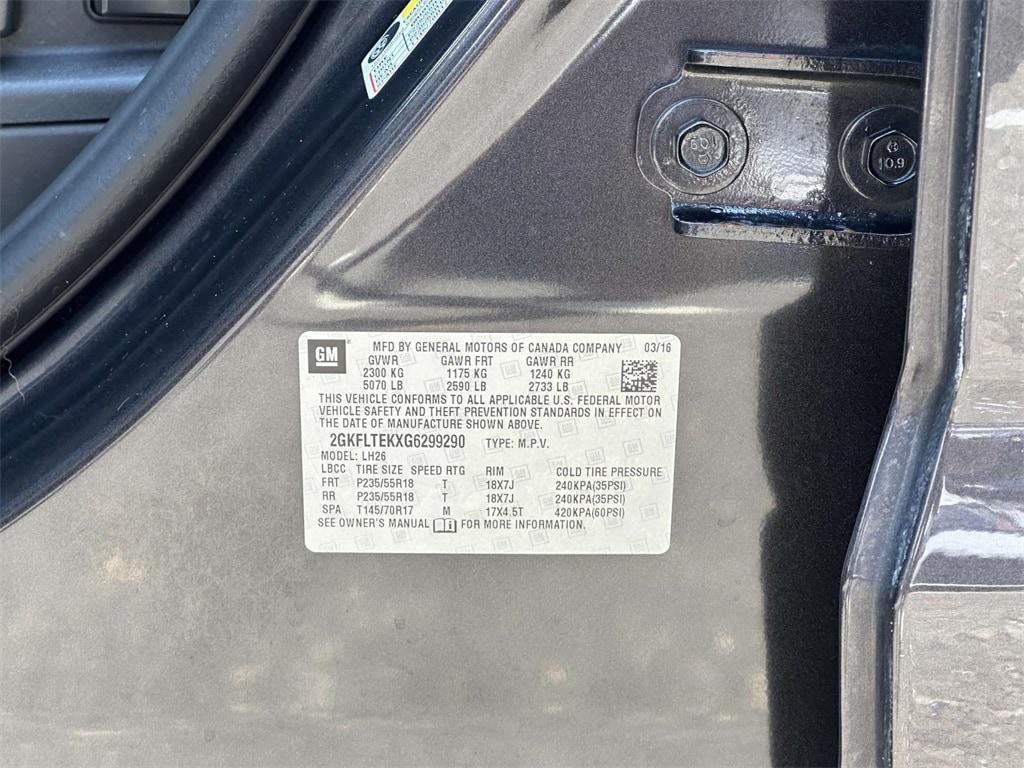 GM MFD BY GENERAL MOTORS OF CANADA COMPANY 03/16
GVWR GAWR FRT GAWR RR
2300 KG 1175 KG 1240 KG
5070 LB 2590 LB 2733 LB
THIS VEHICLE CONFORMS TO ALL APPLICABLE U.S. FEDERAL MOTOR
VEHICLE SAFETY AND THEFT PREVENTION STANDARDS IN EFFECT ON
THE DATE OF MANUFACTURE SHOWN ABOVE.
2GKFLTEKXG6299290 TYPE: M.P.V.
MODEL: LH26
LBCC TIRE SIZE SPEED RTG RIM COLD TIRE PRESSURE
FRT P235/55R18 T 18X7J 240KPA(35PSI)
RR P235/55R18 T 18X7J 240KPA(35PSI)
SPA T145/70R17 M 17X4.5T 420KPA(60PSI)
SEE OWNER'S MANUAL FOR MORE INFORMATION.
10.9